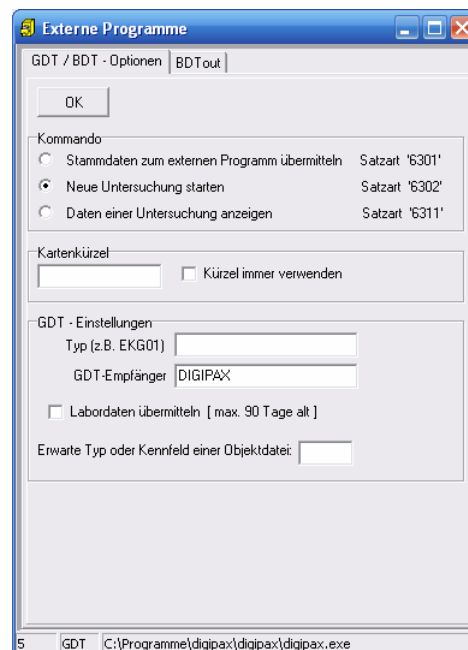 Externe Programme
GDT / BDT - Optionen BDTout
OK
Kommando
Stammdaten zum externen Programm übermitteln Satzart '6301'
Neue Untersuchung starten Satzart '6302'
Daten einer Untersuchung anzeigen Satzart '6311'
Kartenkürzel
Kürzel immer verwenden
GDT - Einstellungen
Typ (z.B. EKG01)
GDT-Empfänger DIGIPAX
Labordaten übermitteln [ max. 90 Tage alt ]
Erwarte Typ oder Kennfeld einer Objektdatei:
5 GDT C:\Programme\digipax\digipax\digipax.exe